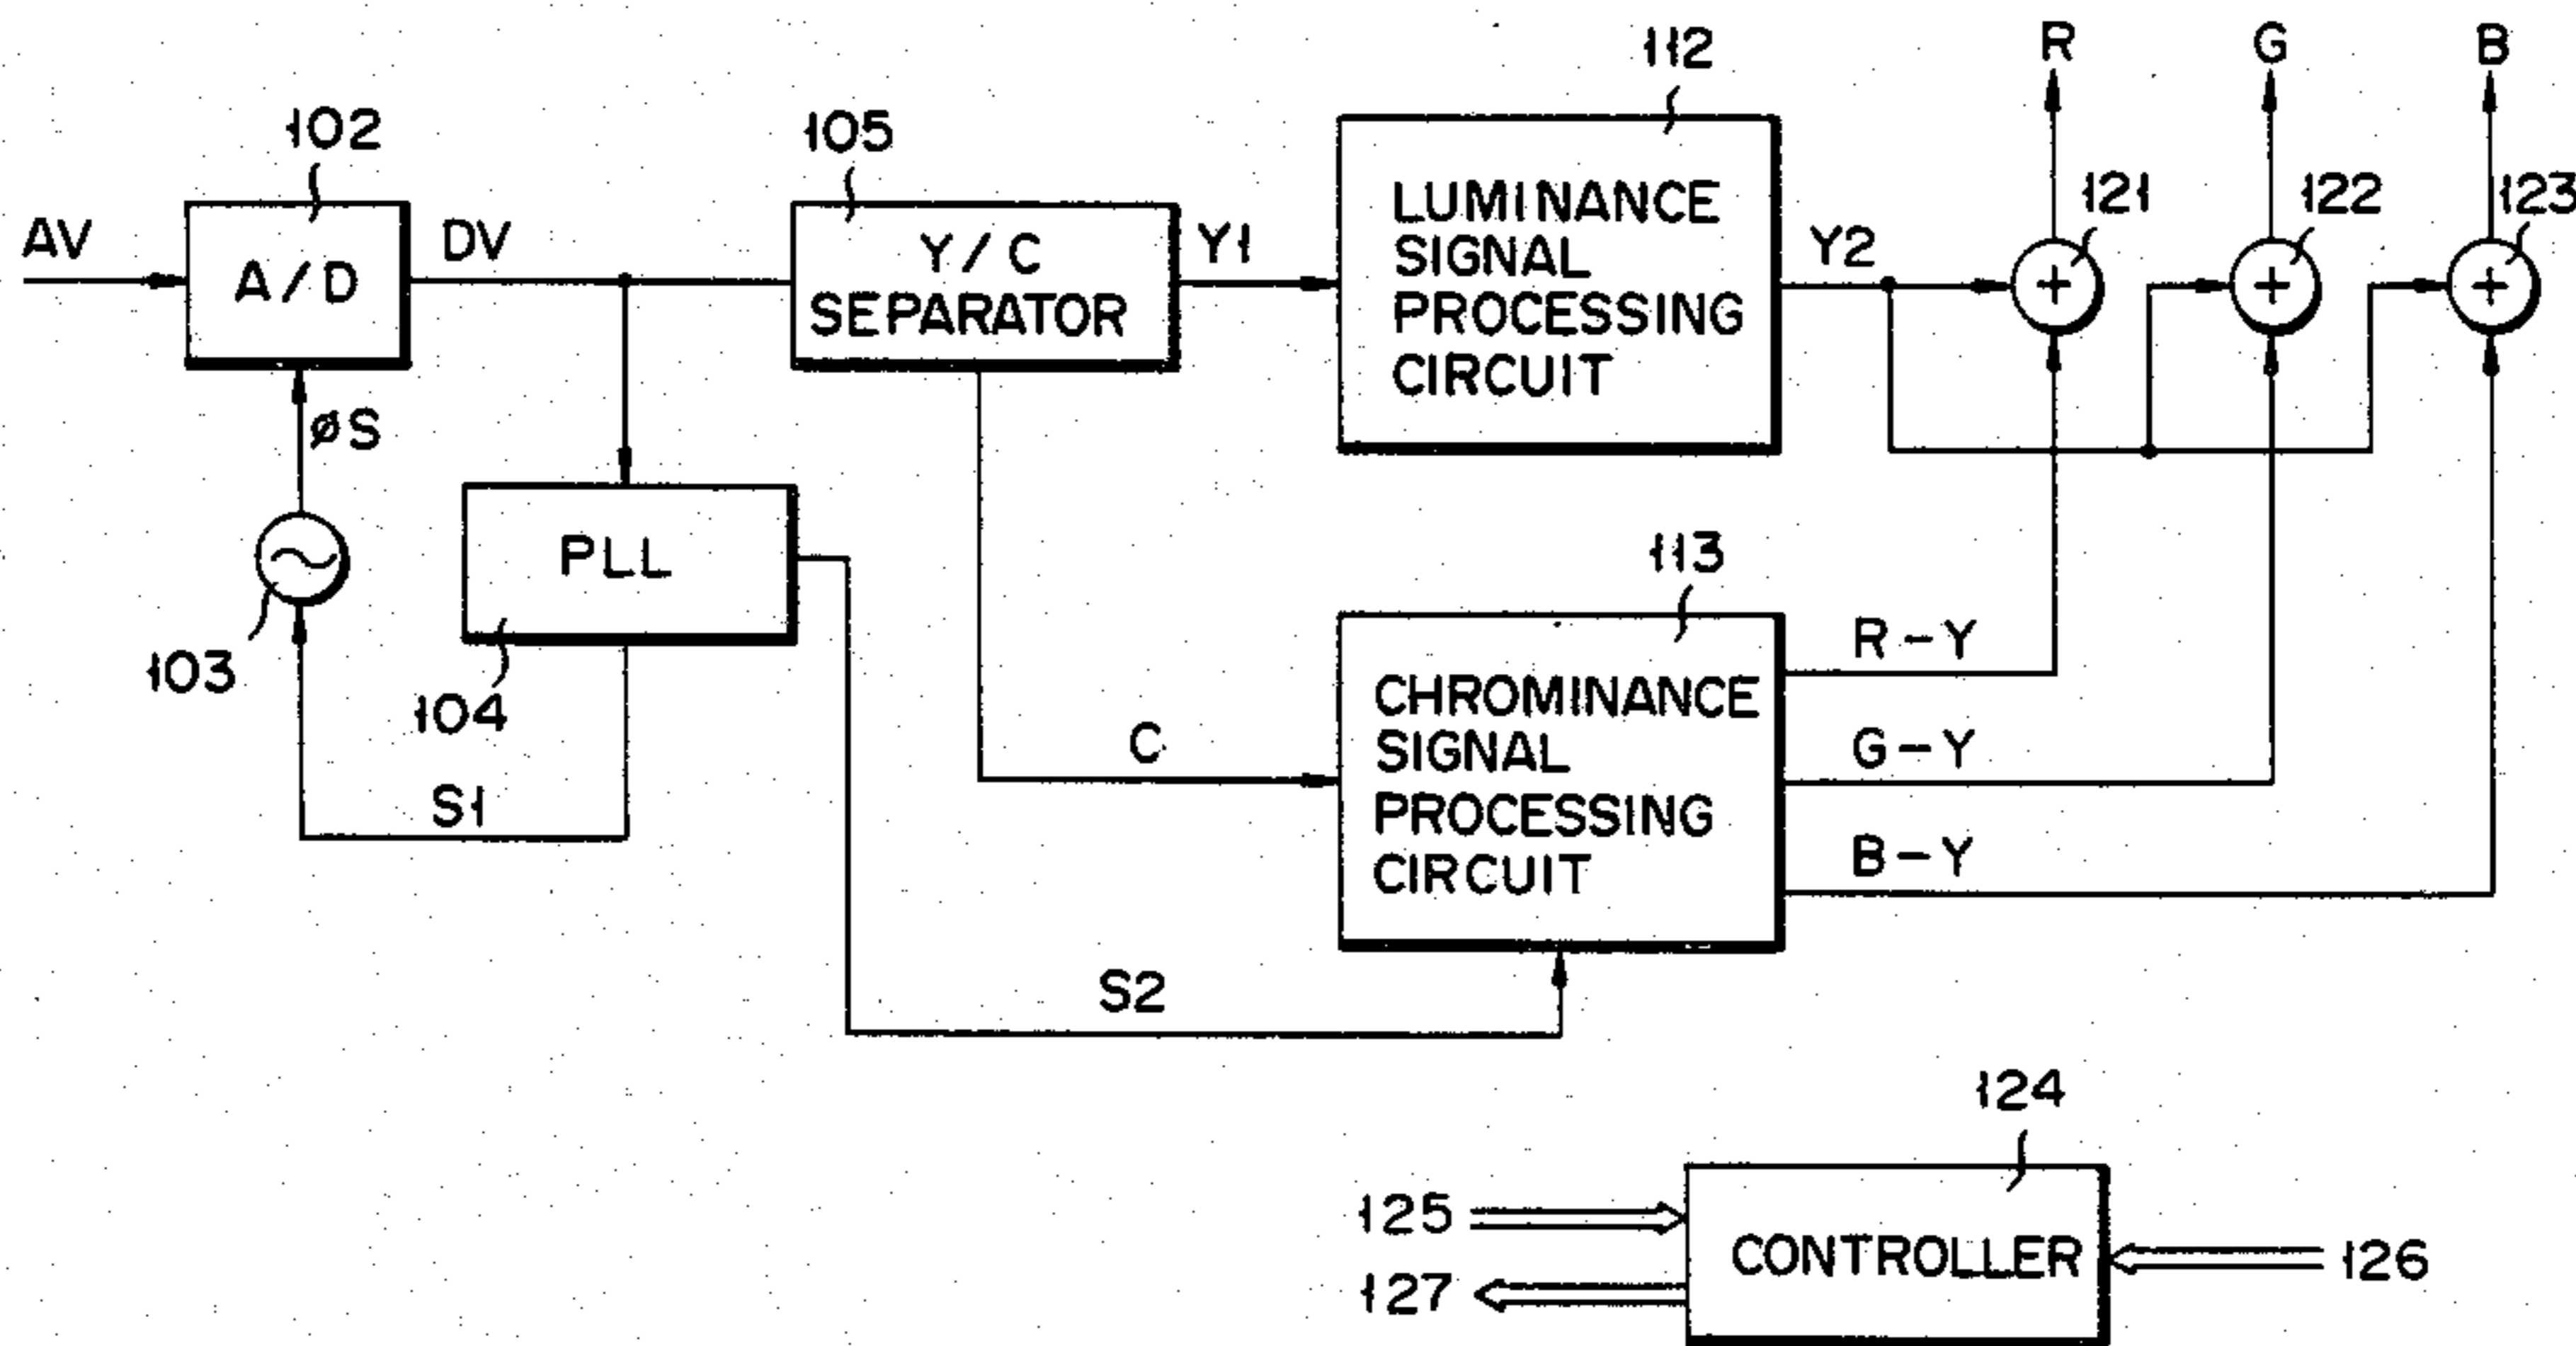 112
R
G
B
102
105
121
122
123
AV
A/D
DV
Y/C
SEPARATOR
Y1
LUMINANCE
SIGNAL
PROCESSING
CIRCUIT
Y2
+
+
+
øS
103
PLL
104
S1
113
C
CHROMINANCE
SIGNAL
PROCESSING
CIRCUIT
R-Y
G-Y
B-Y
S2
124
125
CONTROLLER
126
127